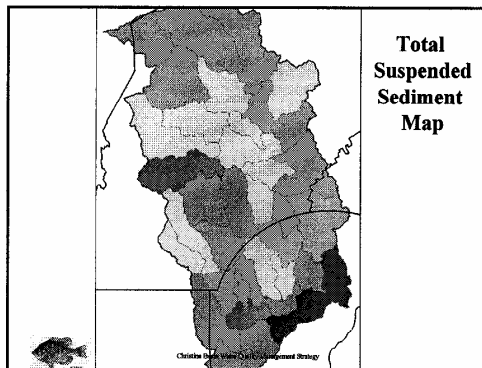 Total
Suspended
Sediment
Map
Christina Basin Water Quality Management Strategy